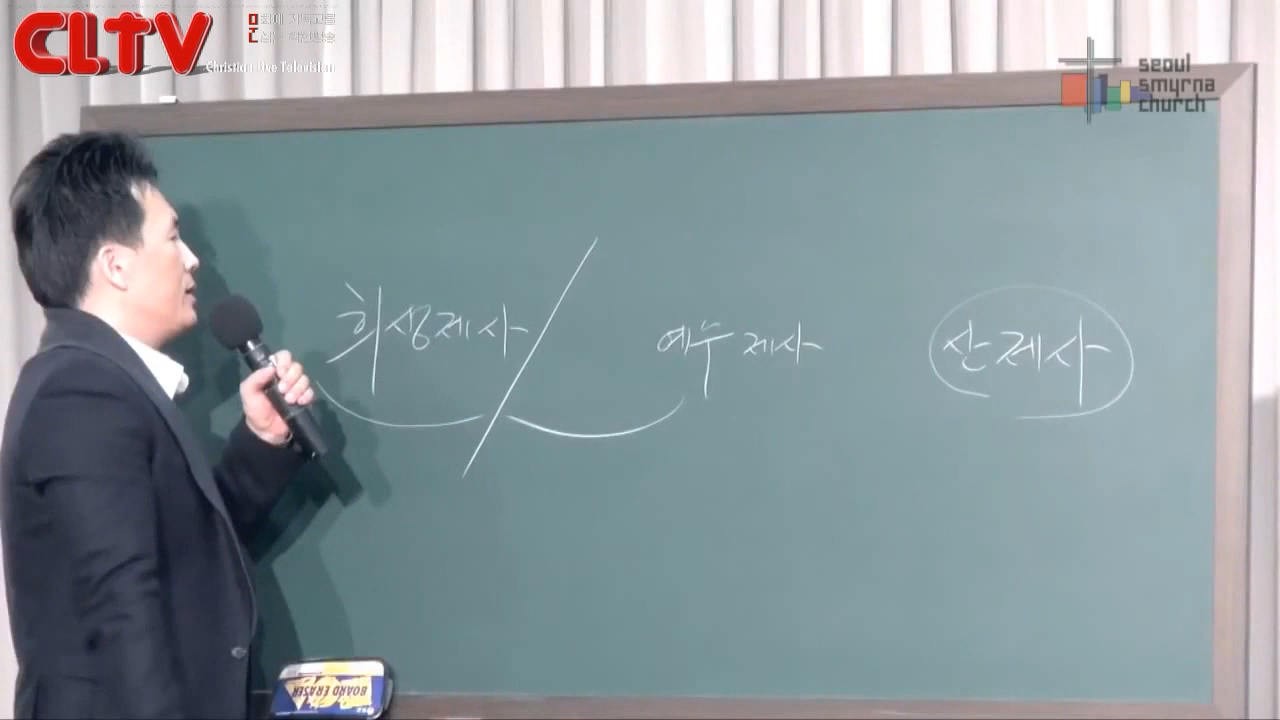 CLTV
Christian Live Television
seoul
smyrna
church
희생제사 예수 제사 산 제사
BOARD ERASER